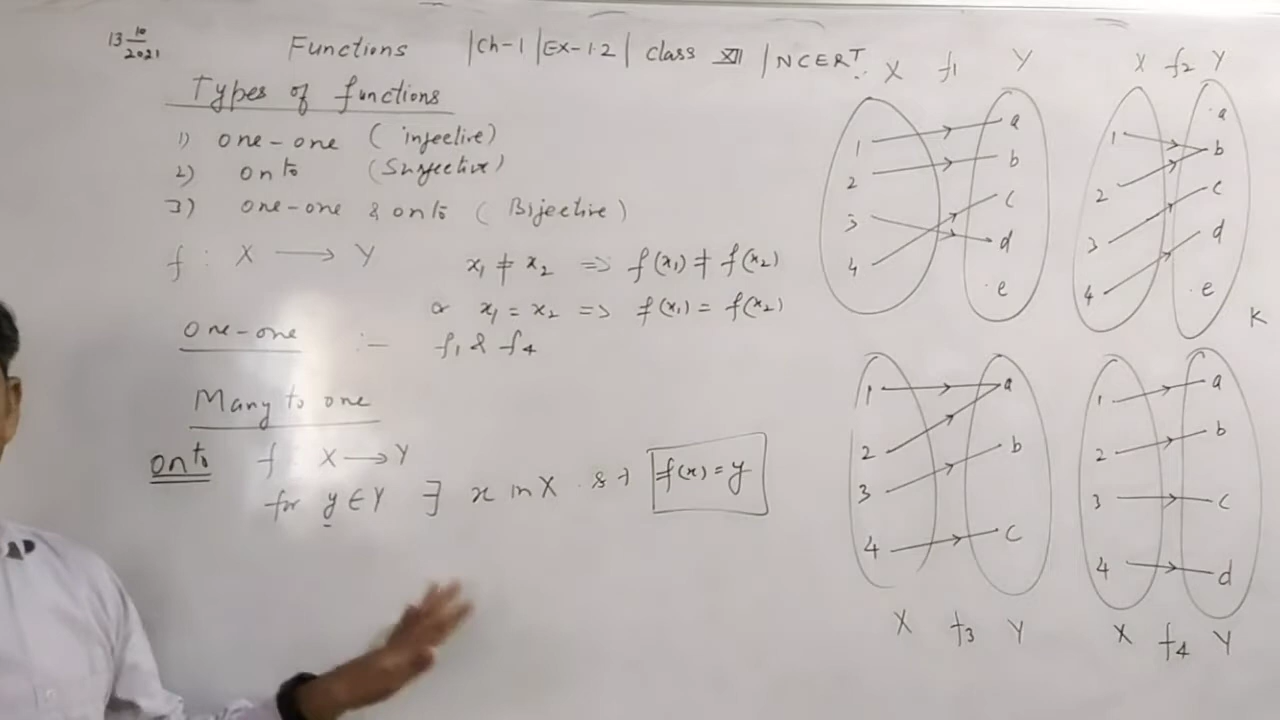 13 10/2021
Functions |Ch-1 |Ex-1.2| class XII | NCERT.
Types of functions
1) one-one (injective)
2) onto (Surjective)
3) one-one & onto (Bijective)
f : X ⟶ Y
x₁ ≠ x₂ => f(x₁) ≠ f(x₂)
or x₁ = x₂ => f(x₁) = f(x₂)
one-one :- f₁ & f₄
Many to one
onto f : X ⟶ Y
for y ∈ Y ∃ x in X s.t f(x) = y
X f₁ Y
1 a
2 b
3 c
4 d
e
X f₂ Y
a
1 b
2 c
3 d
4 e
K
1 a
2 b
3
4 c
X f₃ Y
1 a
2 b
3 c
4 d
X f₄ Y